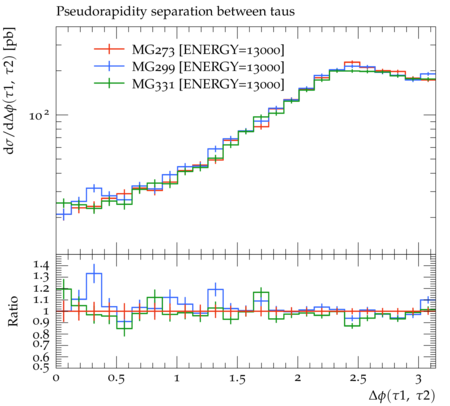 Pseudorapidity separation between taus
dσ/dΔϕ(τ1, τ2) [pb]
MG273 [ENERGY=13000]
MG299 [ENERGY=13000]
MG331 [ENERGY=13000]
10²
Ratio
1.4
1.3
1.2
1.1
1
0.9
0.8
0.7
0.6
0.5
0 0.5 1 1.5 2 2.5 3
Δϕ(τ1, τ2)